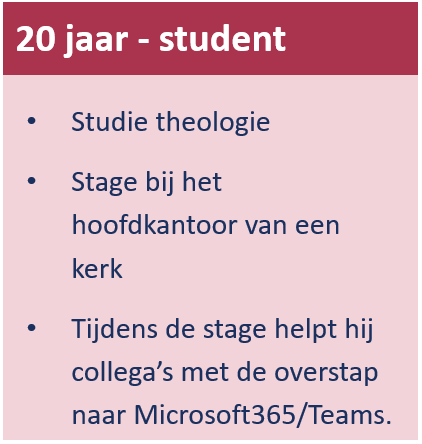 20 jaar - student
• Studie theologie
• Stage bij het
hoofdkantoor van een
kerk
• Tijdens de stage helpt hij
collega’s met de overstap
naar Microsoft365/Teams.